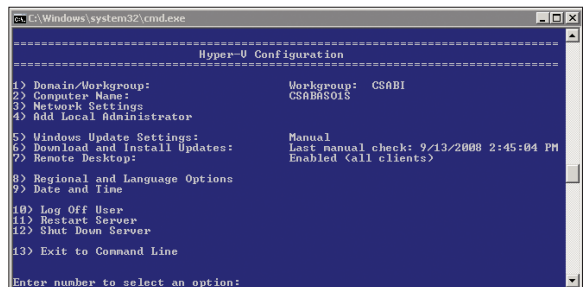 C:\Windows\system32\cmd.exe
===============================================================================
Hyper-V Configuration
===============================================================================
1) Domain/Workgroup: Workgroup: CSABI
2) Computer Name: CSABAS01S
3) Network Settings
4) Add Local Administrator
5) Windows Update Settings: Manual
6) Download and Install Updates: Last manual check: 9/13/2008 2:45:04 PM
7) Remote Desktop: Enabled (all clients)
8) Regional and Language Options
9) Date and Time
10) Log Off User
11) Restart Server
12) Shut Down Server
13) Exit to Command Line
Enter number to select an option: